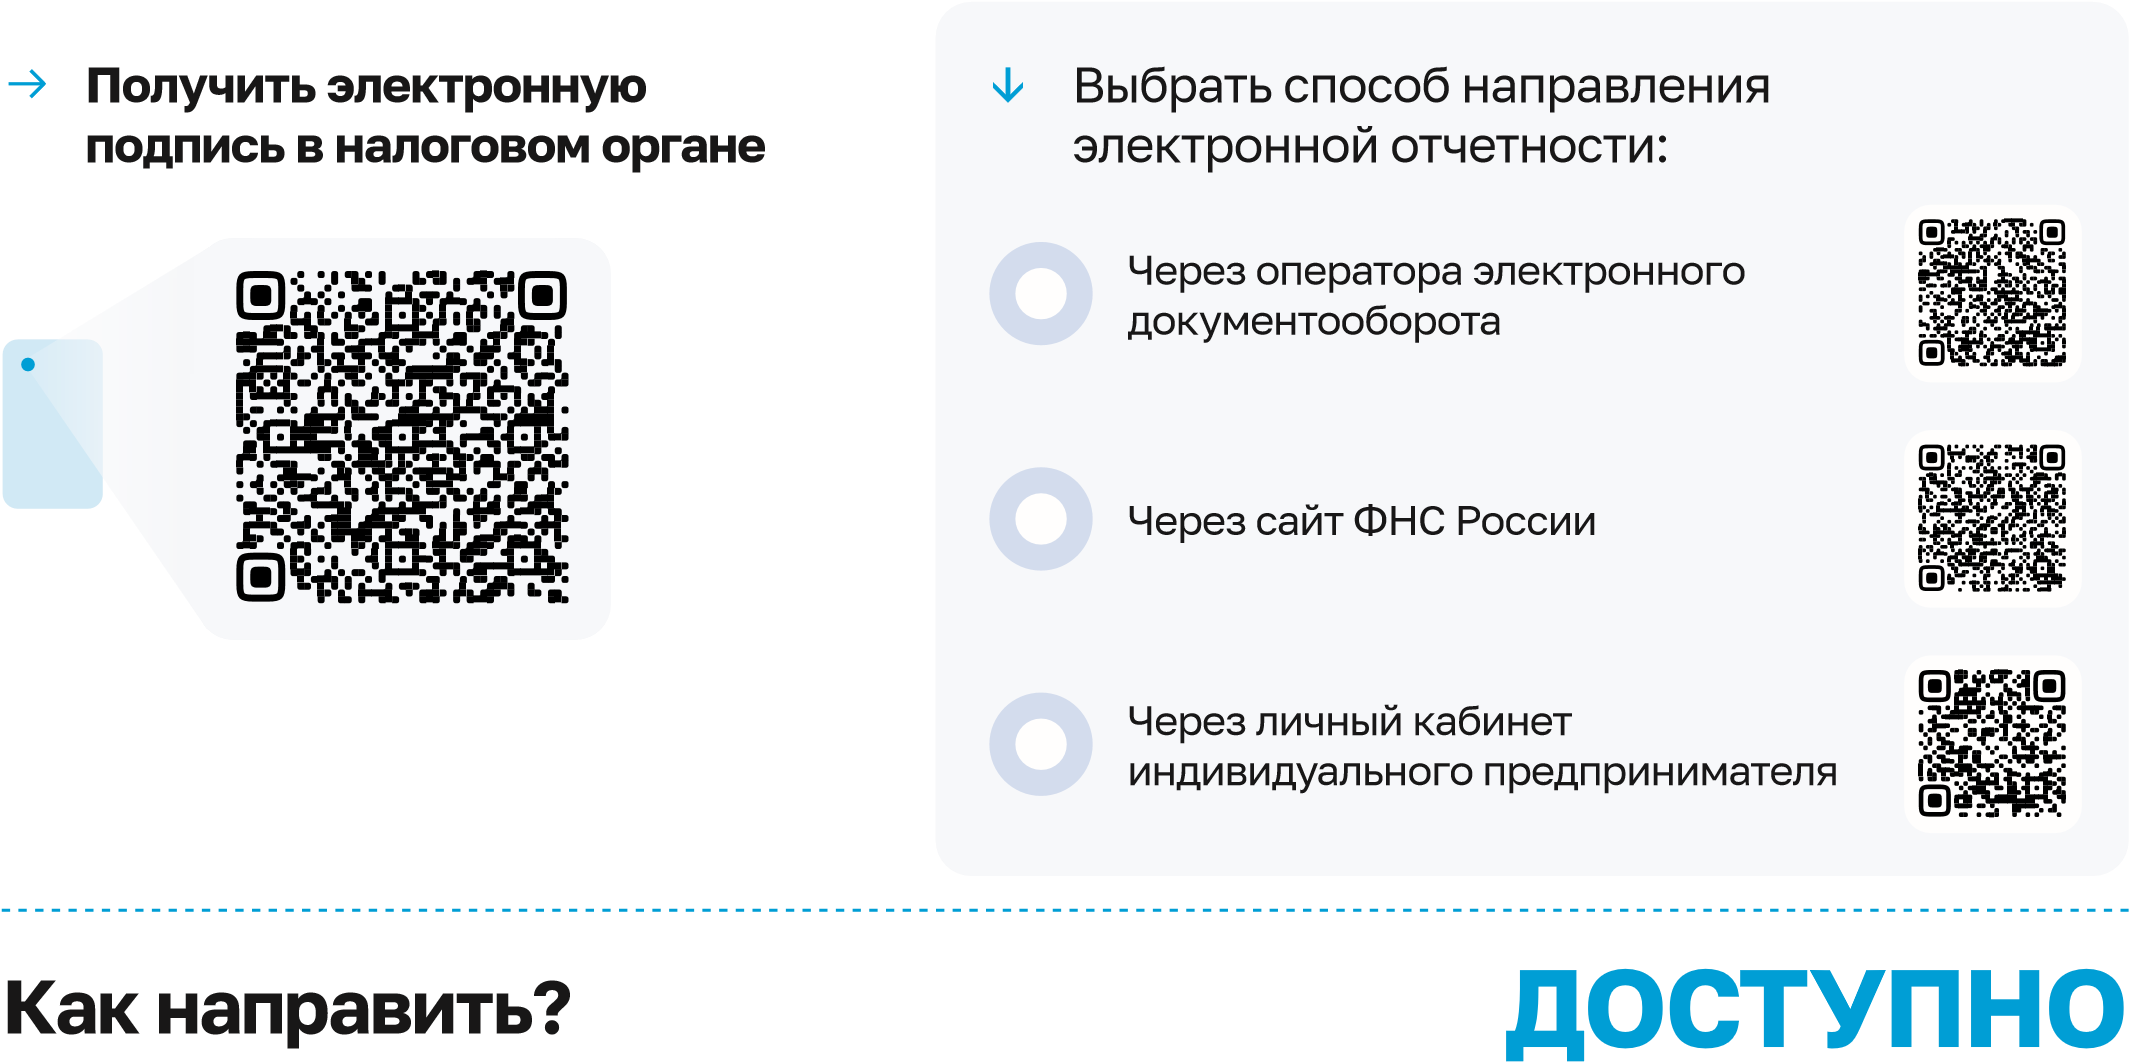 Получить электронную
подпись в налоговом органе
Выбрать способ направления
электронной отчетности:
Через оператора электронного
документооборота
Через сайт ФНС России
Через личный кабинет
индивидуального предпринимателя
Как направить?
ДОСТУПНО